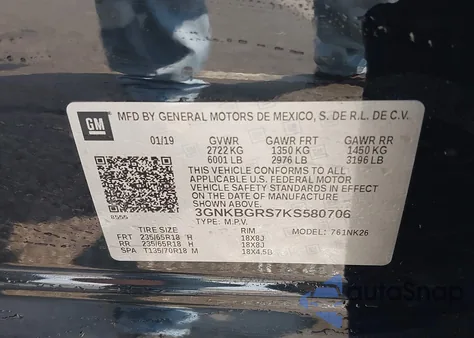 GM
MFD BY GENERAL MOTORS DE MEXICO, S. DE R.L. DE C.V.
01/19 GVWR GAWR FRT GAWR RR
2722 KG 1350 KG 1450 KG
6001 LB 2976 LB 3196 LB
THIS VEHICLE CONFORMS TO ALL
APPLICABLE U.S. FEDERAL MOTOR
VEHICLE SAFETY STANDARDS IN EFFECT
ON THE DATE OF MANUFACTURE
SHOWN ABOVE.
3GNKBGRS7KS580706
TYPE: M.P.V.
TIRE SIZE RIM MODEL: 761NK26
FRT 235/65R18 H 18X8J
RR 235/65R18 H 18X8J
SPA T135/70R18 M 18X4.5B
AutoSnap